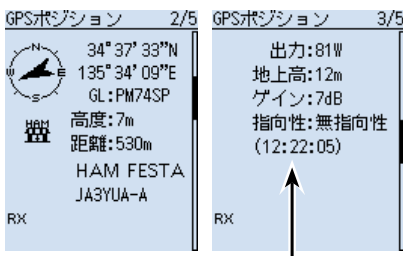 GPSポジション 2/5
N
W E
S
34°37'33"N
135°34'09"E
GL:PM74SP
HAM
高度:7m
距離:530m
HAM FESTA
JA3YUA-A
RX
GPSポジション 3/5
出力:81W
地上高:12m
ゲイン:7dB
指向性:無指向性
(12:22:05)
RX